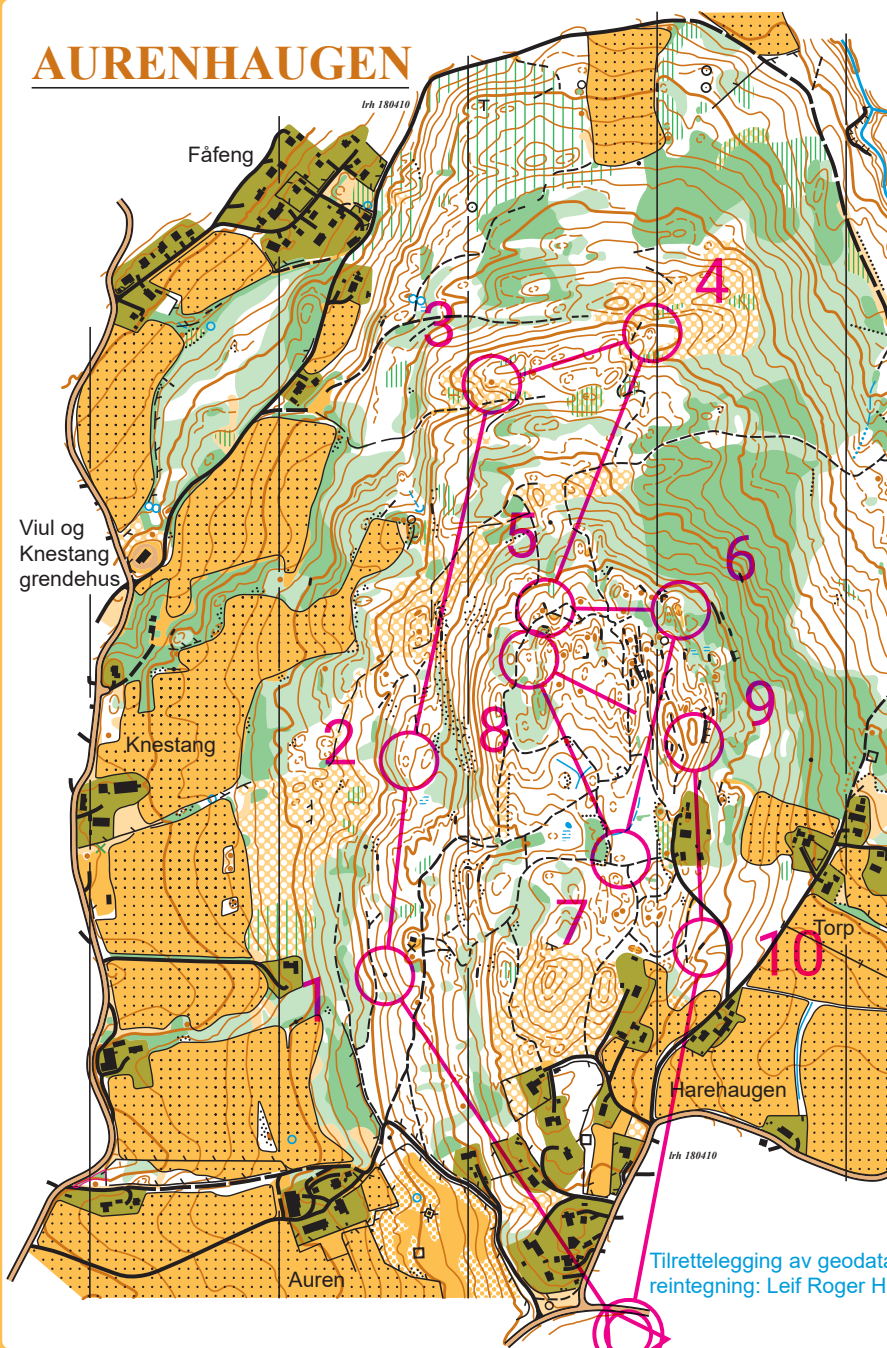 AURENHAUGEN
lrh 180410
Fåfeng
4
3
Viul og
Knestang
grendehus
5
6
9
2
8
Knestang
7
10
Torp
1
Harehaugen
lrh 180410
Tilrettelegging av geodata
reintegning: Leif Roger H
Auren